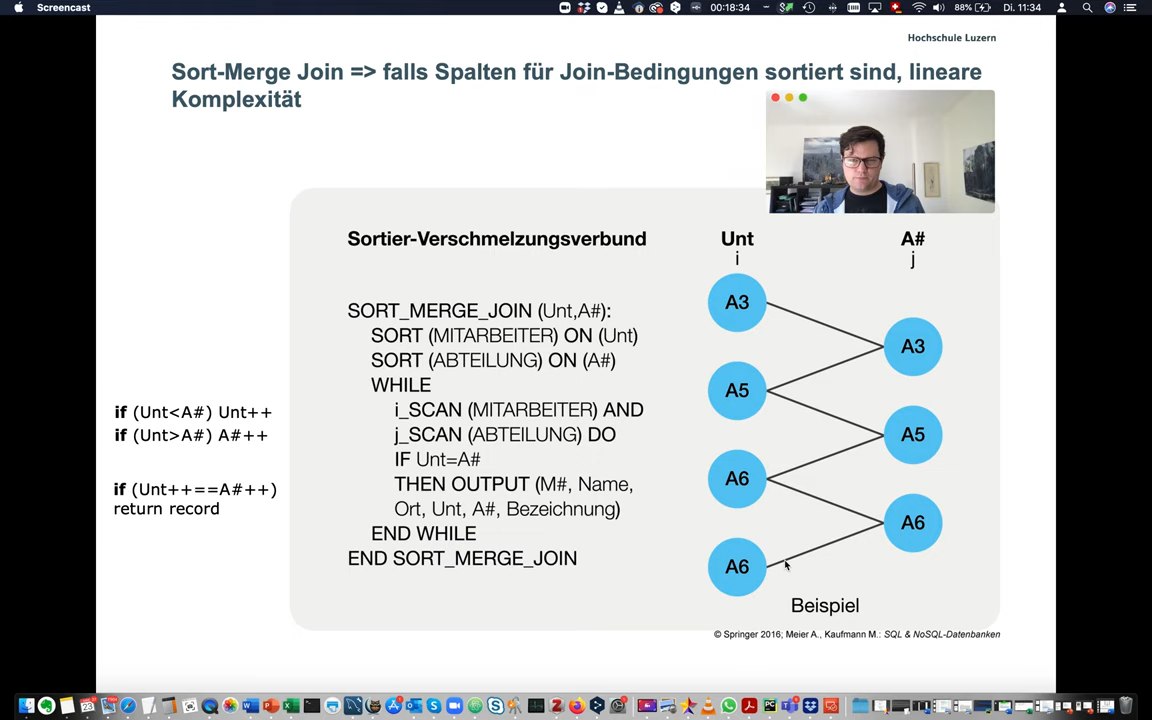 Screencast
00:18:34
88%
Di. 11:34
Hochschule Luzern
Sort-Merge Join => falls Spalten für Join-Bedingungen sortiert sind, lineare
Komplexität
Sortier-Verschmelzungsverbund
Unt
A#
i
j
SORT_MERGE_JOIN (Unt,A#):
SORT (MITARBEITER) ON (Unt)
SORT (ABTEILUNG) ON (A#)
WHILE
i_SCAN (MITARBEITER) AND
j_SCAN (ABTEILUNG) DO
IF Unt=A#
THEN OUTPUT (M#, Name,
Ort, Unt, A#, Bezeichnung)
END WHILE
END SORT_MERGE_JOIN
if (Unt<A#) Unt++
if (Unt>A#) A#++
if (Unt++==A#++)
return record
A3
A3
A5
A5
A6
A6
A6
Beispiel
© Springer 2016; Meier A., Kaufmann M.: SQL & NoSQL-Datenbanken